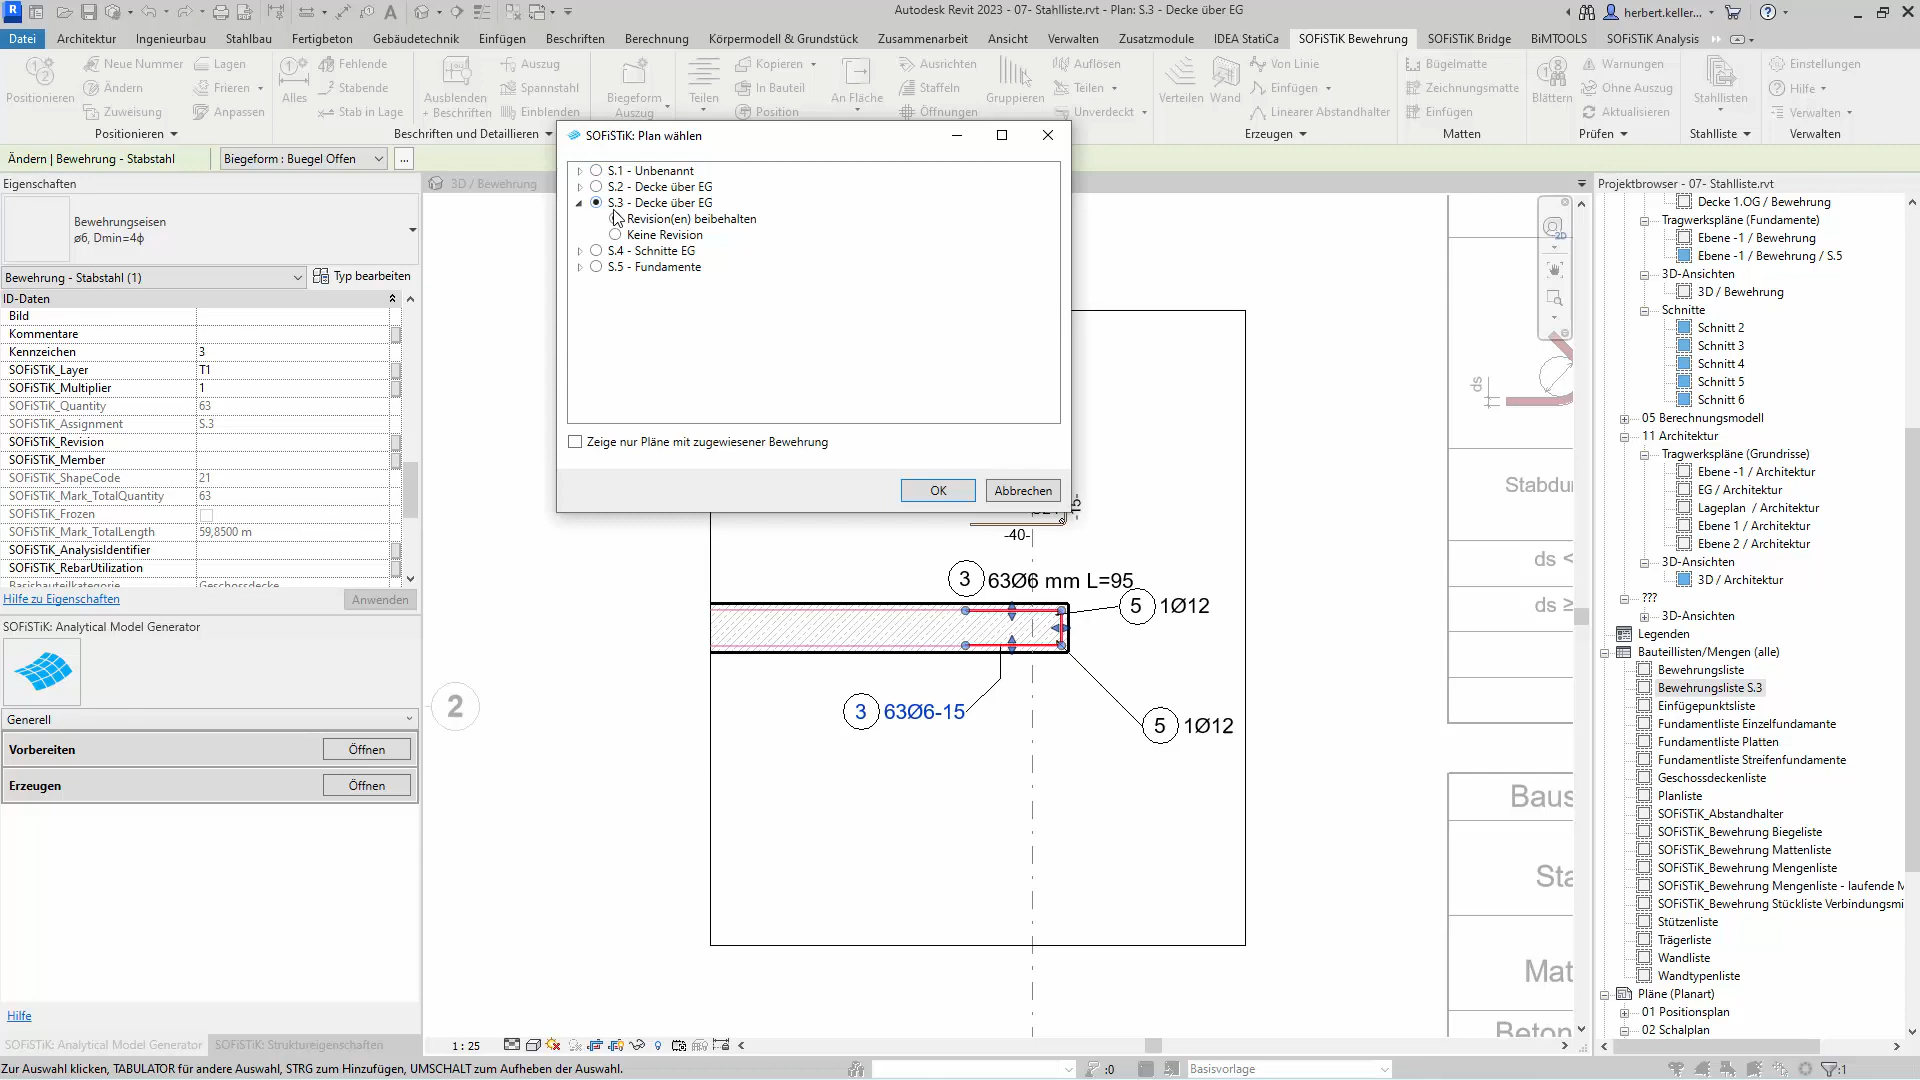 Autodesk Revit 2023 - 07- Stahlliste.rvt - Plan: S.3 - Decke über EG
herbert.keller...
Datei
Architektur
Ingenieurbau
Stahlbau
Fertigbeton
Gebäudetechnik
Einfügen
Beschriften
Berechnung
Körpermodell & Grundstück
Zusammenarbeit
Ansicht
Verwalten
Zusatzmodule
IDEA StatiCa
SOFiSTiK Bewehrung
SOFiSTiK Bridge
BiMTOOLS
SOFiSTiK Analysis
Positionieren
Neue Nummer
Ändern
Zuweisung
Lagen
Frieren
Anpassen
Positionieren
Alles
Fehlende
Stabende
Stab in Lage
Ausblenden
Beschriften
Auszug
Spannstahl
Einblenden
Beschriften und Detaillieren
Biegeform
Auszug
Teilen
Kopieren
In Bauteil
Position
An Fläche
Ausrichten
Staffeln
Öffnungen
Gruppieren
Auflösen
Teilen
Unverdeckt
Verteilen
Wand
Von Linie
Einfügen
Linearer Abstandhalter
Erzeugen
Bügelmatte
Zeichnungsmatte
Einfügen
Matten
Blättern
Warnungen
Ohne Auszug
Aktualisieren
Prüfen
Stahllisten
Stahlliste
Einstellungen
Hilfe
Verwalten
Verwalten
Ändern | Bewehrung - Stabstahl
Biegeform : Buegel Offen
...
Eigenschaften
Bewehrungseisen
ø6, Dmin=4ϕ
Bewehrung - Stabstahl (1)
Typ bearbeiten
ID-Daten
Bild
Kommentare
Kennzeichen 3
SOFiSTiK_Layer T1
SOFiSTiK_Multiplier 1
SOFiSTiK_Quantity 63
SOFiSTiK_Assignment S.3
SOFiSTiK_Revision
SOFiSTiK_Member
SOFiSTiK_ShapeCode 21
SOFiSTiK_Mark_TotalQuantity 63
SOFiSTiK_Frozen
SOFiSTiK_Mark_TotalLength 59,8500 m
SOFiSTiK_AnalysisIdentifier
SOFiSTiK_RebarUtilization
Basisbauteilkategorie Geschossdecke
Hilfe zu Eigenschaften
Anwenden
SOFiSTiK: Analytical Model Generator
Generell
Vorbereiten
Öffnen
Erzeugen
Öffnen
Hilfe
SOFiSTiK: Analytical Model Generator
SOFiSTiK: Struktureigenschaften
Zur Auswahl klicken, TABULATOR für andere Auswahl, STRG zum Hinzufügen, UMSCHALT zum Aufheben der Auswahl.
3D / Bewehrung
SOFiSTiK: Plan wählen
S.1 - Unbenannt
S.2 - Decke über EG
S.3 - Decke über EG
Revision(en) beibehalten
Keine Revision
S.4 - Schnitte EG
S.5 - Fundamente
Zeige nur Pläne mit zugewiesener Bewehrung
OK
Abbrechen
-15-
-40-
3
63Ø6 mm L=95
5
1Ø12
3
63Ø6-15
5
1Ø12
2
2D
ds
Stabdu
ds <
ds ≥
Baus
Sta
Mat
Beton
1 : 25
:0
Basisvorlage
:1
Projektbrowser - 07- Stahlliste.rvt
Decke 1.OG / Bewehrung
Tragwerkspläne (Fundamente)
Ebene -1 / Bewehrung
Ebene -1 / Bewehrung / S.5
3D-Ansichten
3D / Bewehrung
Schnitte
Schnitt 2
Schnitt 3
Schnitt 4
Schnitt 5
Schnitt 6
05 Berechnungsmodell
11 Architektur
Tragwerkspläne (Grundrisse)
Ebene -1 / Architektur
EG / Architektur
Lageplan / Architektur
Ebene 1 / Architektur
Ebene 2 / Architektur
3D-Ansichten
3D / Architektur
???
3D-Ansichten
Legenden
Bauteillisten/Mengen (alle)
Bewehrungsliste
Bewehrungsliste S.3
Einfügepunktsliste
Fundamentliste Einzelfundamante
Fundamentliste Platten
Fundamentliste Streifenfundamente
Geschossdeckenliste
Planliste
SOFiSTiK_Abstandhalter
SOFiSTiK_Bewehrung Biegeliste
SOFiSTiK_Bewehrung Mattenliste
SOFiSTiK_Bewehrung Mengenliste
SOFiSTiK_Bewehrung Mengenliste - laufende M
SOFiSTiK_Bewehrung Stückliste Verbindungsmi
Stützenliste
Trägerliste
Wandliste
Wandtypenliste
Pläne (Planart)
01 Positionsplan
02 Schalplan